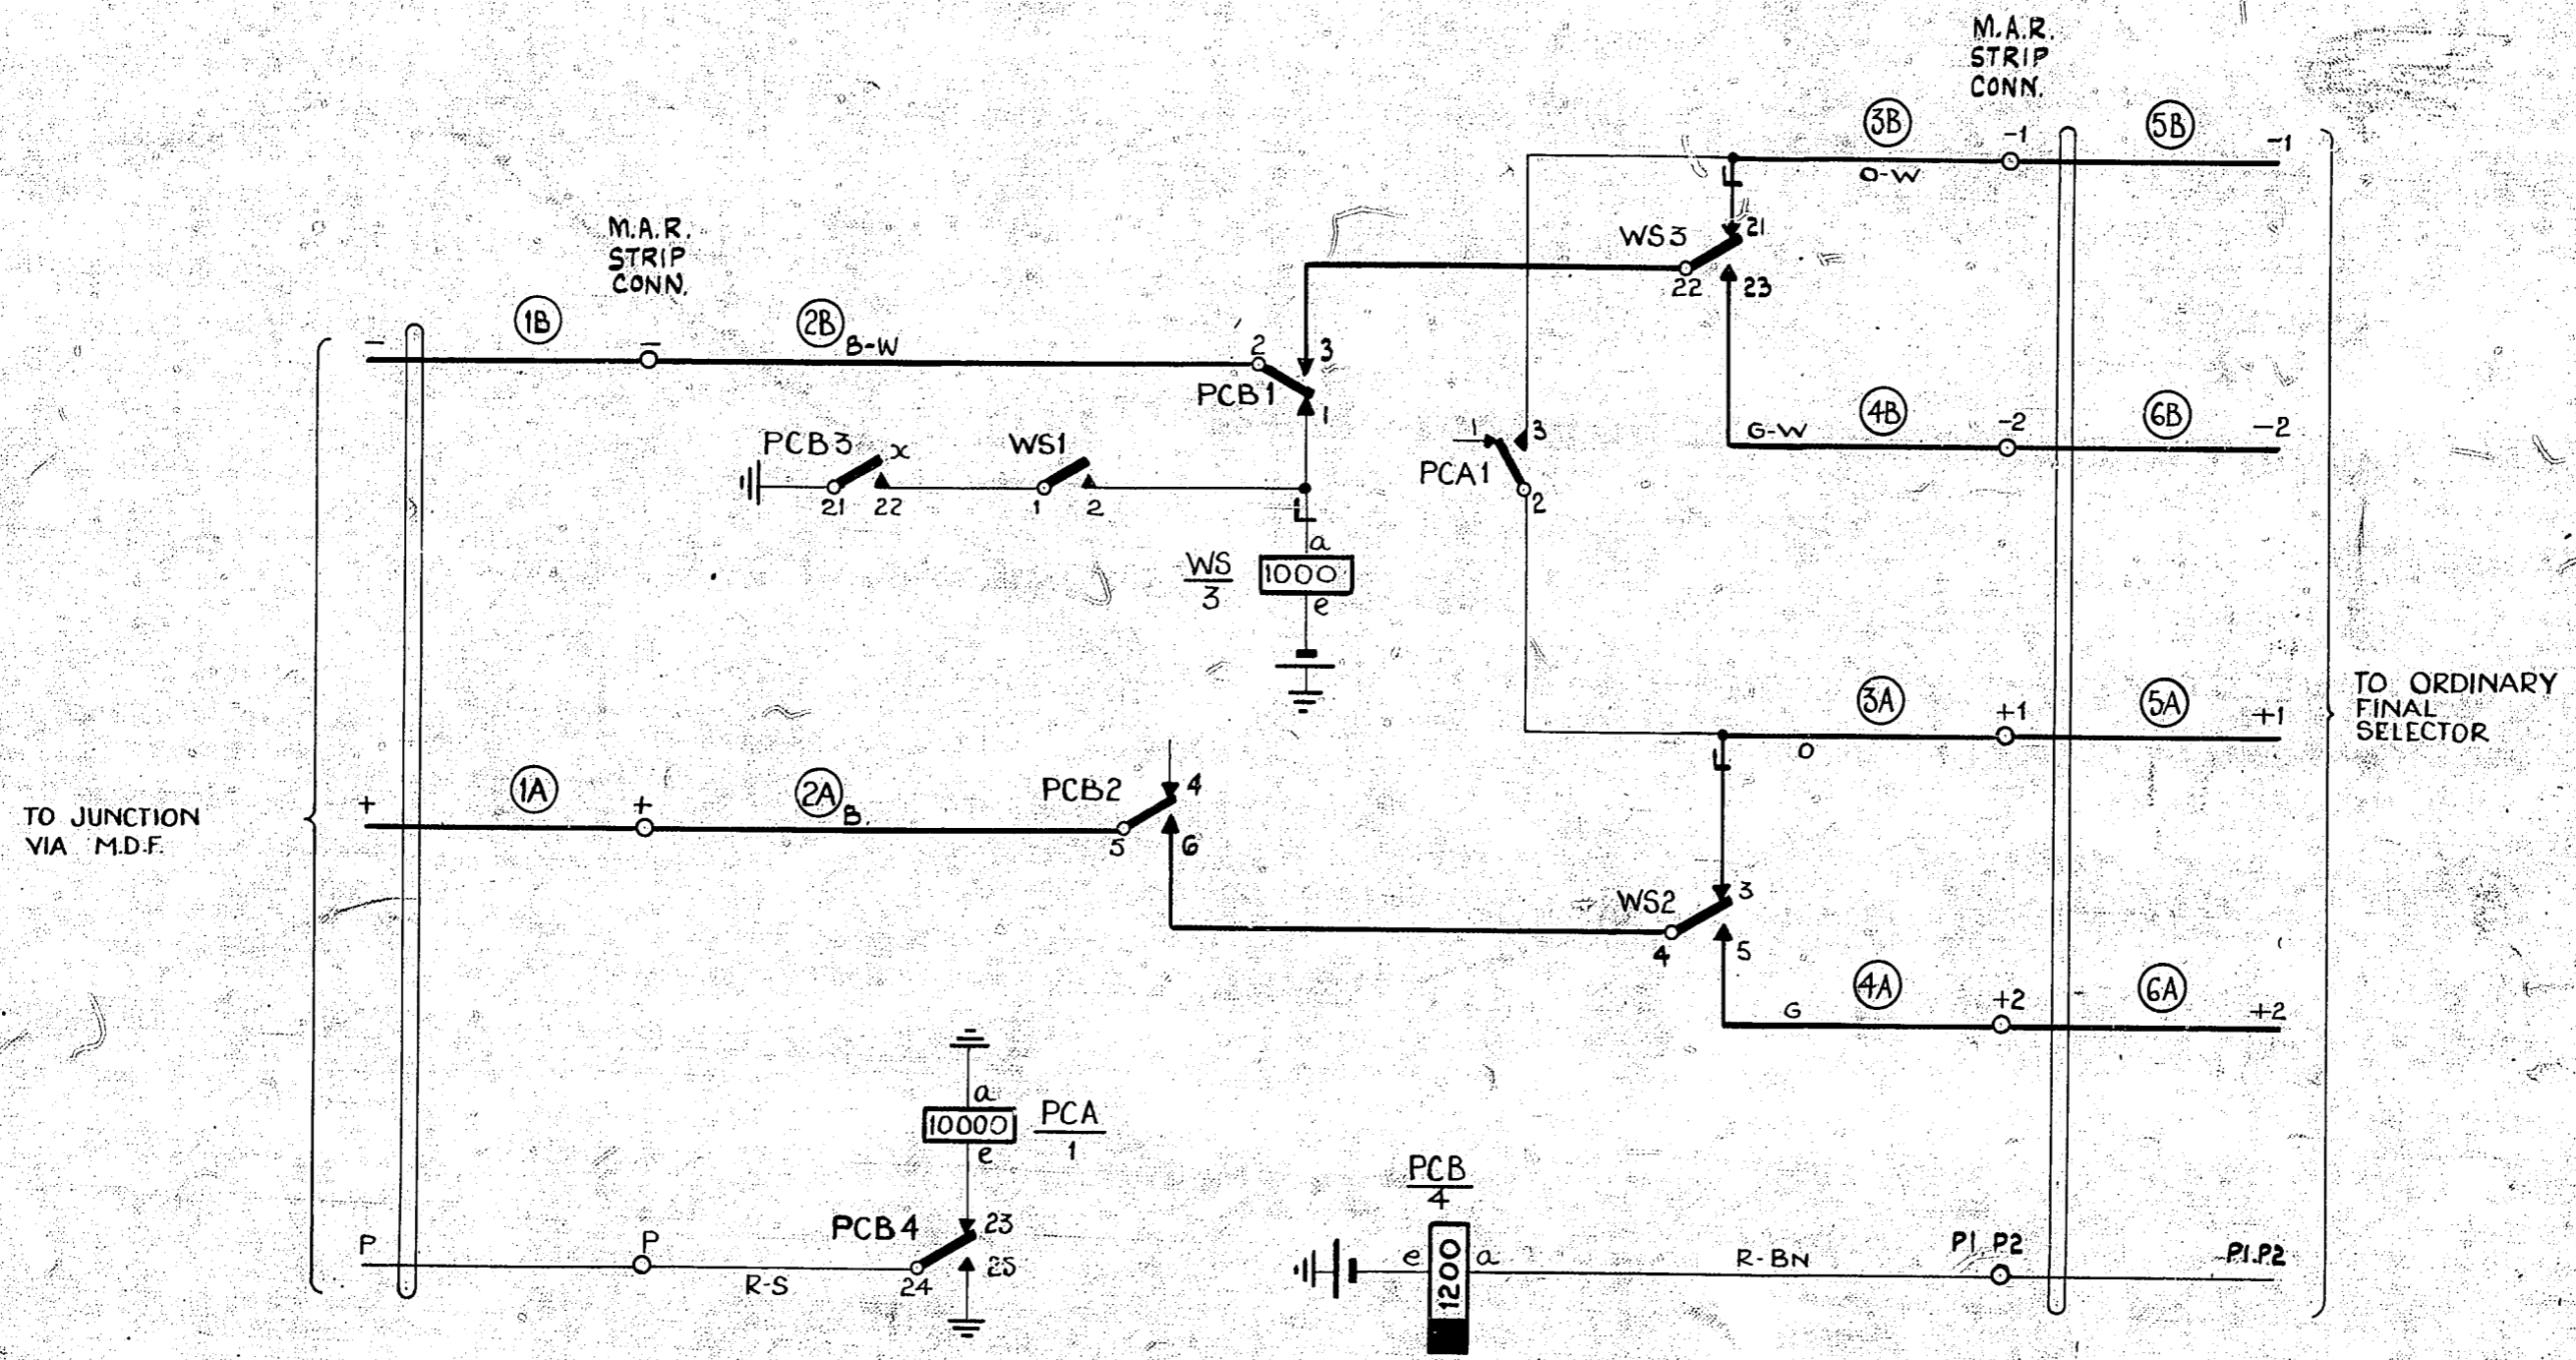 M.A.R.
STRIP
CONN.
3B
-1
5B
-1
O-W
M.A.R.
STRIP
CONN.
WS3
21
22
23
1B
-
-
2B
B-W
2
3
PCB1
1
4B
G-W
-2
6B
-2
PCB3
x
WS1
21
22
1
2
1
3
PCA1
2
a
WS
3
1000
e
3A
+1
5A
+1
O
TO ORDINARY
FINAL
SELECTOR
1A
+
+
2A
B.
PCB2
4
5
6
TO JUNCTION
VIA M.D.F.
WS2
3
4
5
4A
G
+2
6A
+2
a
10000
PCA
1
e
PCB
4
P
P
PCB4
23
24
25
R-S
e
1200
a
R-BN
P1 P2
P1.P2